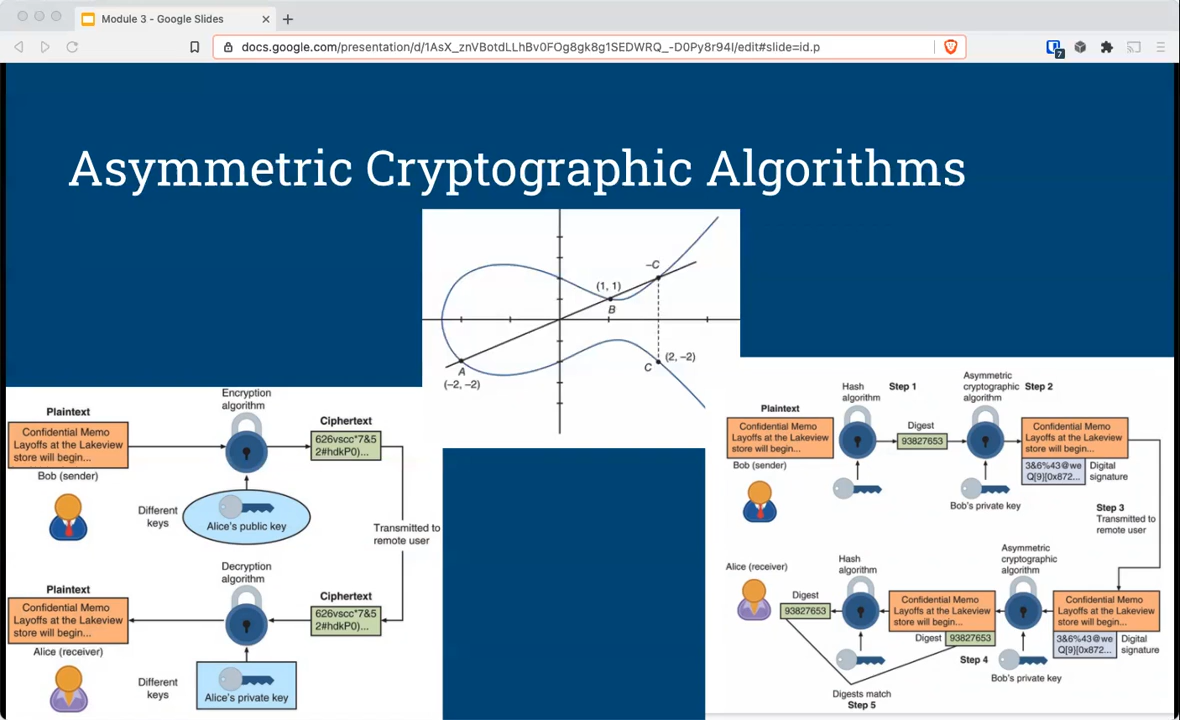 Module 3 - Google Slides
docs.google.com/presentation/d/1AsX_znVBotdLLhBv0FOg8gk8g1SEDWRQ_-D0Py8r94I/edit#slide=id.p
7
Asymmetric Cryptographic Algorithms
-C
(1, 1)
B
A
(-2, -2)
C
(2, -2)
Encryption
algorithm
Plaintext
Ciphertext
Confidential Memo
Layoffs at the Lakeview
store will begin...
626vscc*7&5
2#hdkP0)...
Bob (sender)
Different
keys
Alice's public key
Transmitted to
remote user
Decryption
algorithm
Plaintext
Ciphertext
Confidential Memo
Layoffs at the Lakeview
store will begin...
626vscc*7&5
2#hdkP0)...
Alice (receiver)
Different
keys
Alice's private key
Hash
algorithm
Step 1
Asymmetric
cryptographic
algorithm
Step 2
Plaintext
Digest
Confidential Memo
Layoffs at the Lakeview
store will begin...
93827653
Confidential Memo
Layoffs at the Lakeview
store will begin...
Bob (sender)
3&6%43@we
Q[9][0x872...
Digital
signature
Bob's private key
Step 3
Transmitted to
remote user
Alice (receiver)
Hash
algorithm
Asymmetric
cryptographic
algorithm
Digest
93827653
Confidential Memo
Layoffs at the Lakeview
store will begin...
Digest 93827653
Confidential Memo
Layoffs at the Lakeview
store will begin...
3&6%43@we
Q[9][0x872...
Digital
signature
Step 4
Bob's private key
Digests match
Step 5